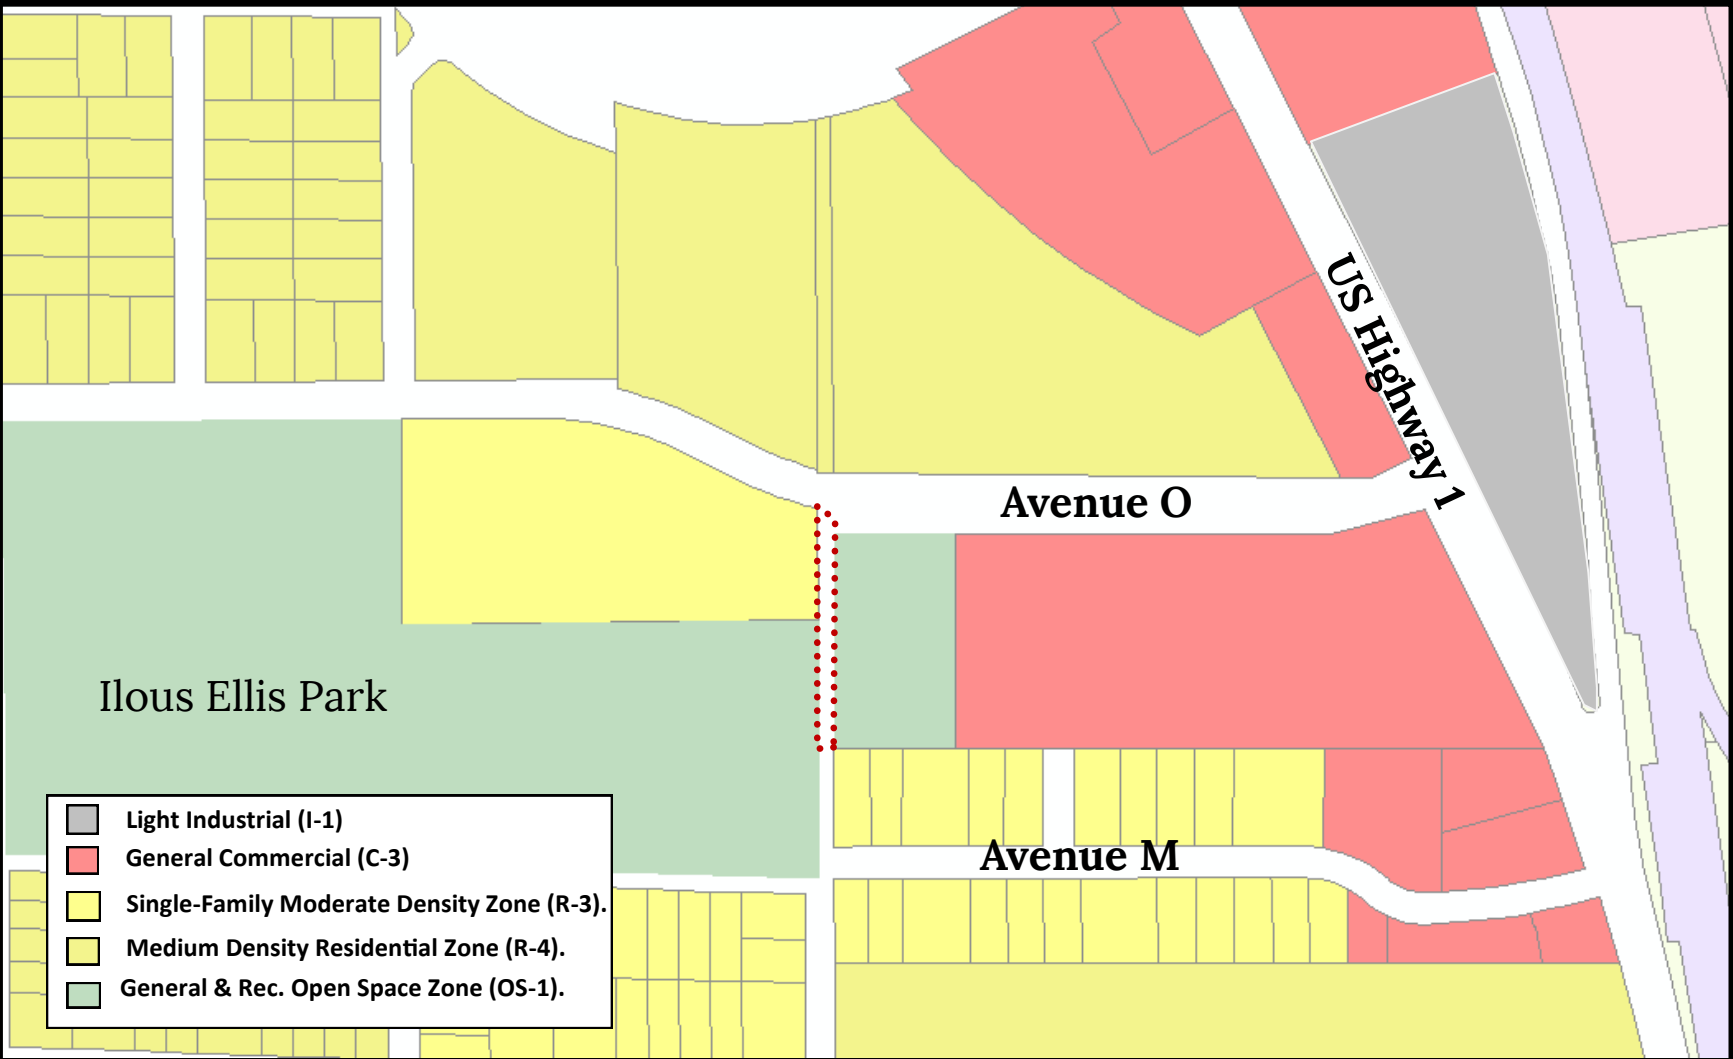 US Highway 1
Avenue O
Ilous Ellis Park
Avenue M
Light Industrial (I-1)
General Commercial (C-3)
Single-Family Moderate Density Zone (R-3).
Medium Density Residential Zone (R-4).
General & Rec. Open Space Zone (OS-1).